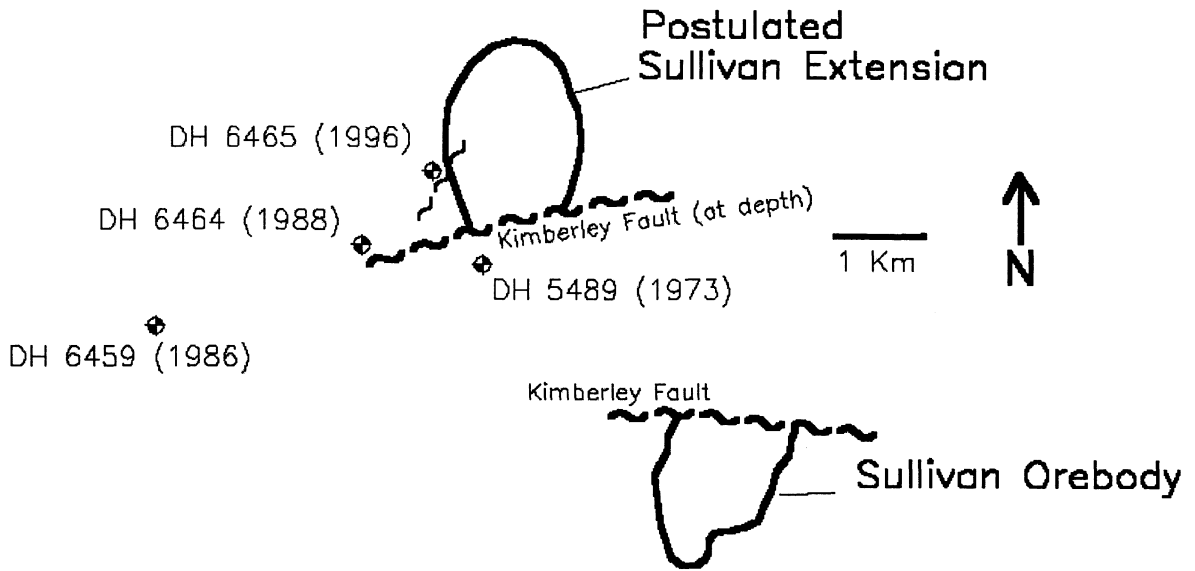 Postulated
Sullivan Extension
DH 6465 (1996)
DH 6464 (1988)
Kimberley Fault (at depth)
1 Km
N
DH 5489 (1973)
DH 6459 (1986)
Kimberley Fault
Sullivan Orebody